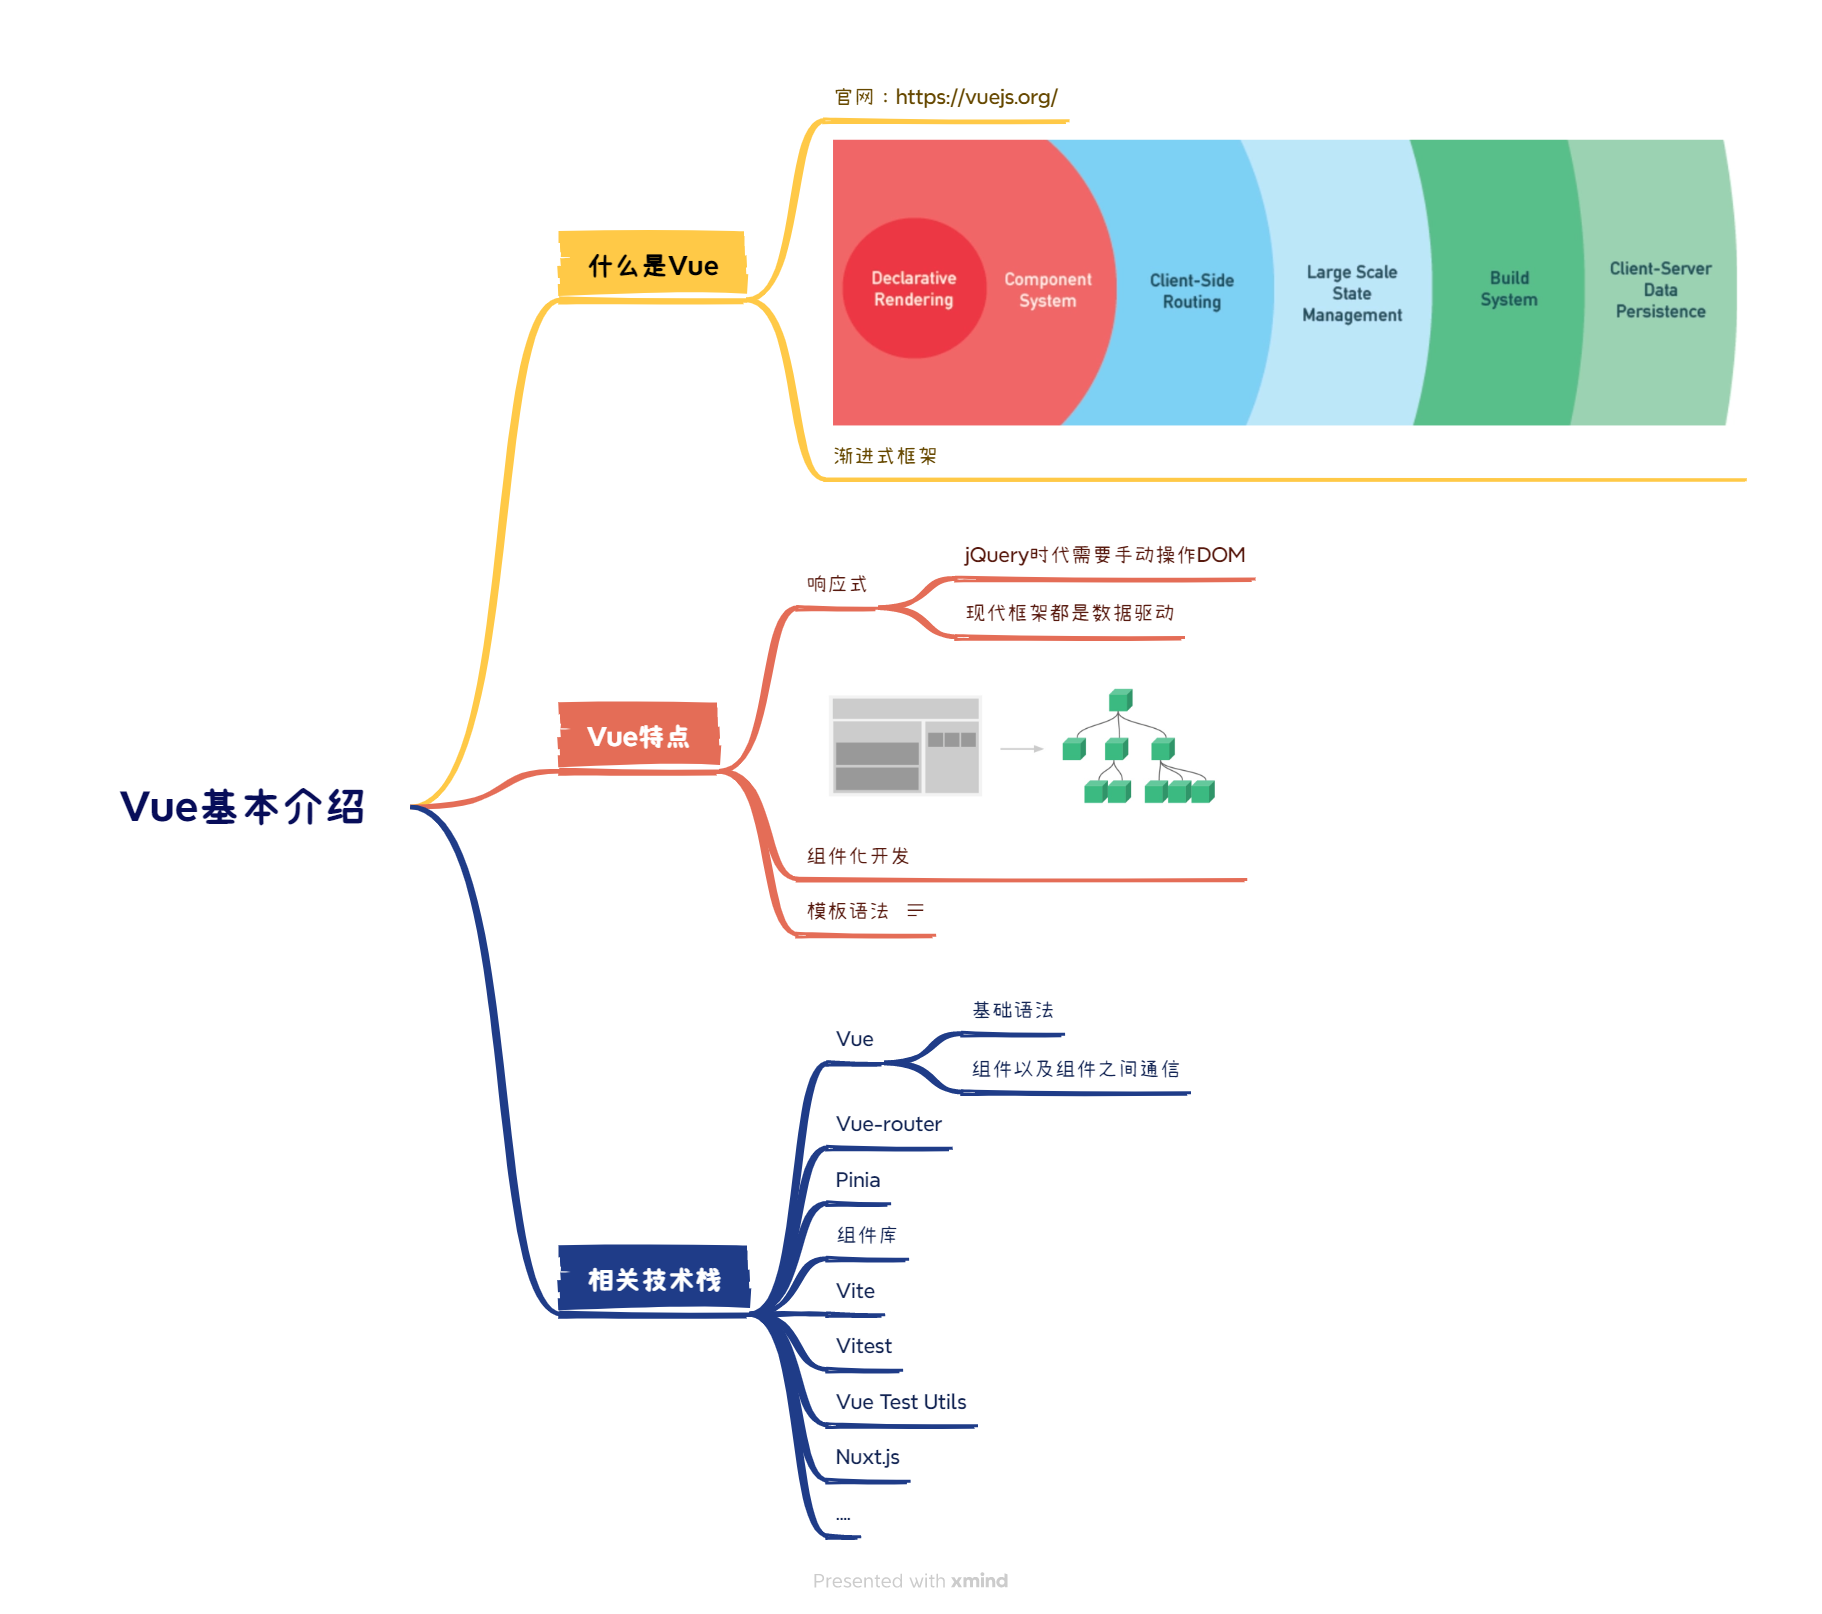 官网：https://vuejs.org/
什么是Vue
Declarative
Rendering
Component
System
Client-Side
Routing
Large Scale
State
Management
Build
System
Client-Server
Data
Persistence
渐进式框架
jQuery时代需要手动操作DOM
响应式
现代框架都是数据驱动
Vue特点
Vue基本介绍
组件化开发
模板语法
基础语法
Vue
组件以及组件之间通信
Vue-router
Pinia
组件库
相关技术栈
Vite
Vitest
Vue Test Utils
Nuxt.js
....
Presented with xmind